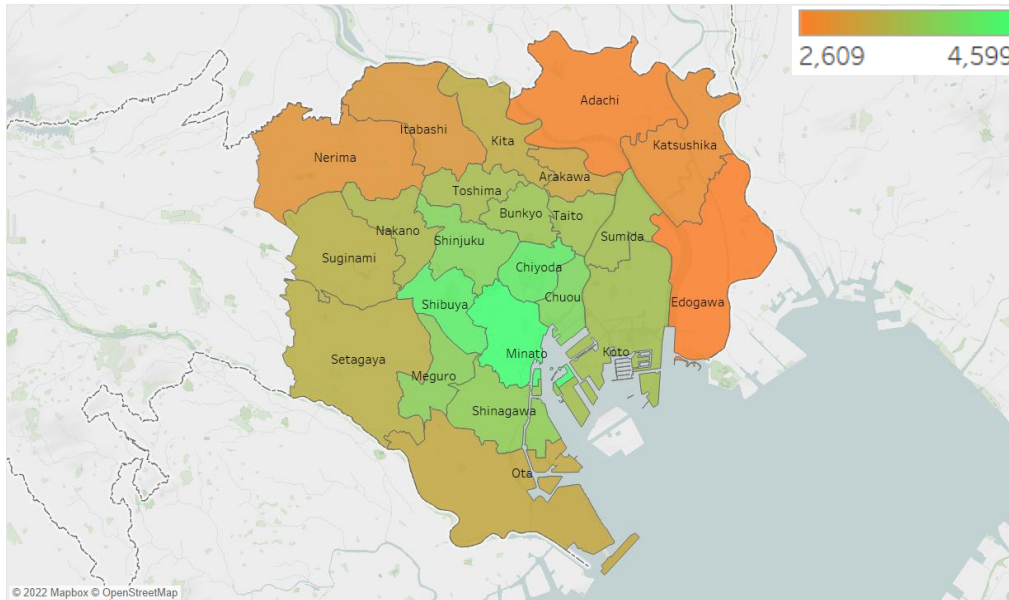 2,609 4,599
Adachi
Itabashi
Kita
Katsushika
Nerima
Arakawa
Toshima
Bunkyo
Taito
Nakano
Shinjuku
Sumida
Suginami
Chiyoda
Chuou
Shibuya
Edogawa
Minato
Koto
Setagaya
Meguro
Shinagawa
Ota
© 2022 Mapbox © OpenStreetMap